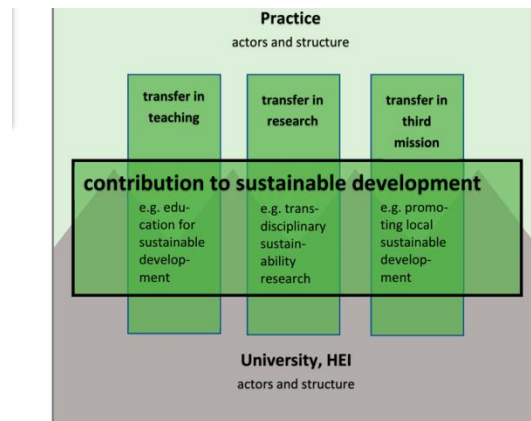 Practice
actors and structure
transfer in
teaching
transfer in
research
transfer in
third
mission
contribution to sustainable development
e.g. edu-
cation for
sustainable
develop-
ment
e.g. trans-
disciplinary
sustain-
ability
research
e.g. promo-
ting local
sustainable
develop-
ment
University, HEI
actors and structure